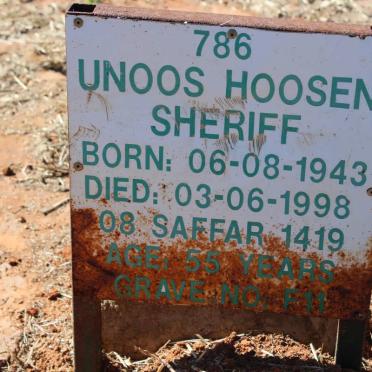 786
UNOOS HOOSEN
SHERIFF
BORN: 06-08-1943
DIED: 03-06-1998
08 SAFFAR 1419
AGE: 55 YEARS
GRAVE NO. F11